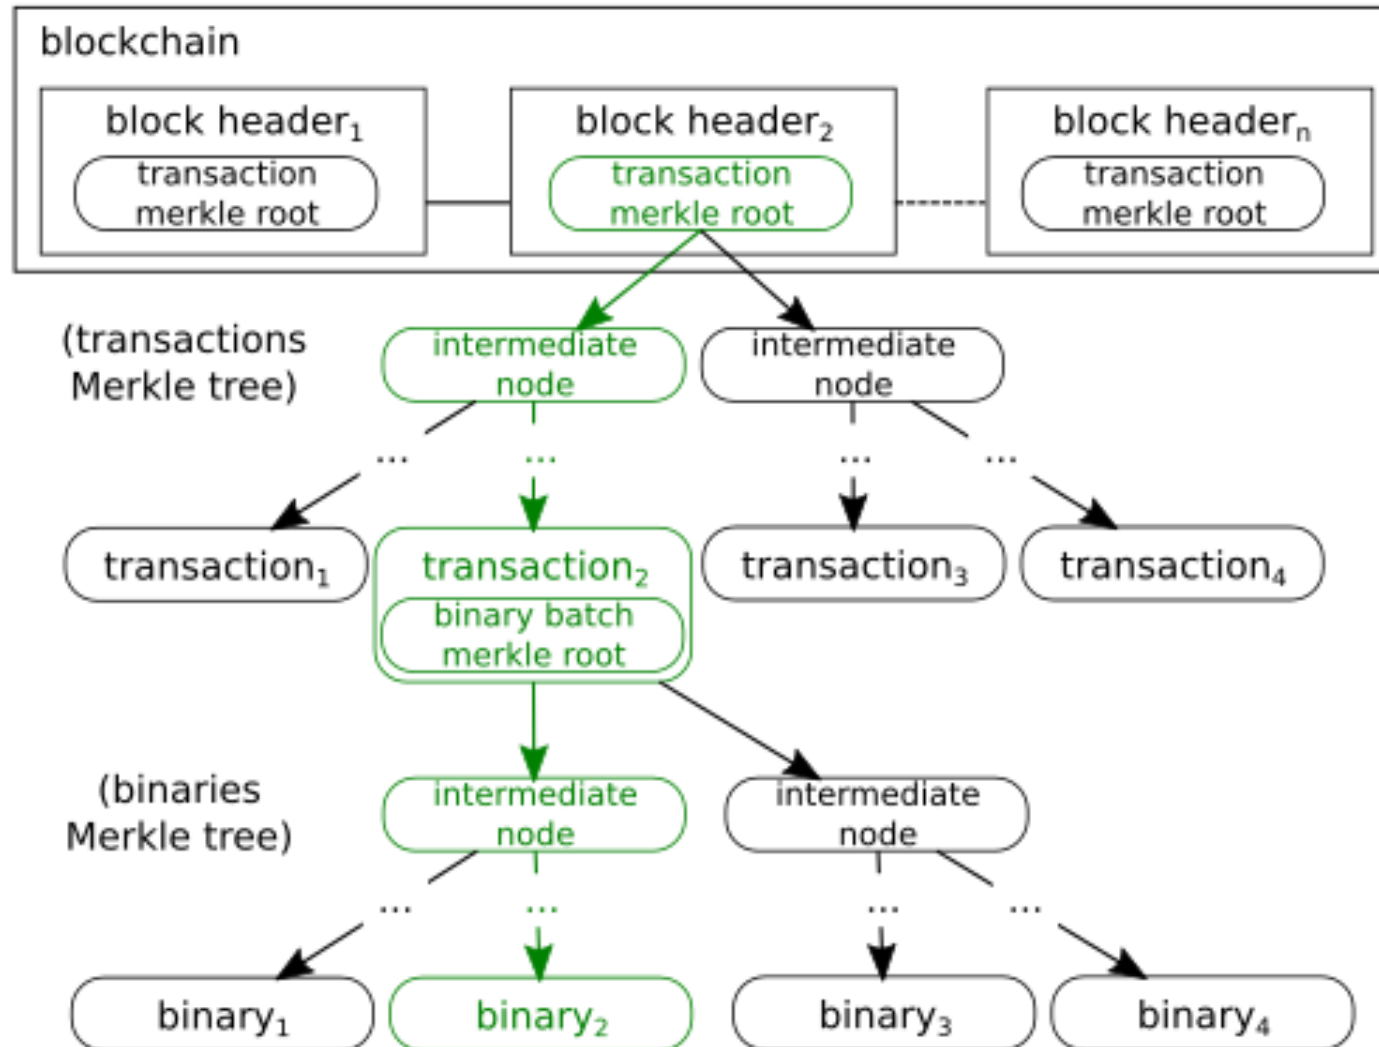 blockchain
block header₁
block header₂
block headerₙ
transaction
merkle root
transaction
merkle root
transaction
merkle root
(transactions
Merkle tree)
intermediate
node
intermediate
node
...
...
...
...
transaction₁
transaction₂
transaction₃
transaction₄
binary batch
merkle root
(binaries
Merkle tree)
intermediate
node
intermediate
node
...
...
...
...
binary₁
binary₂
binary₃
binary₄